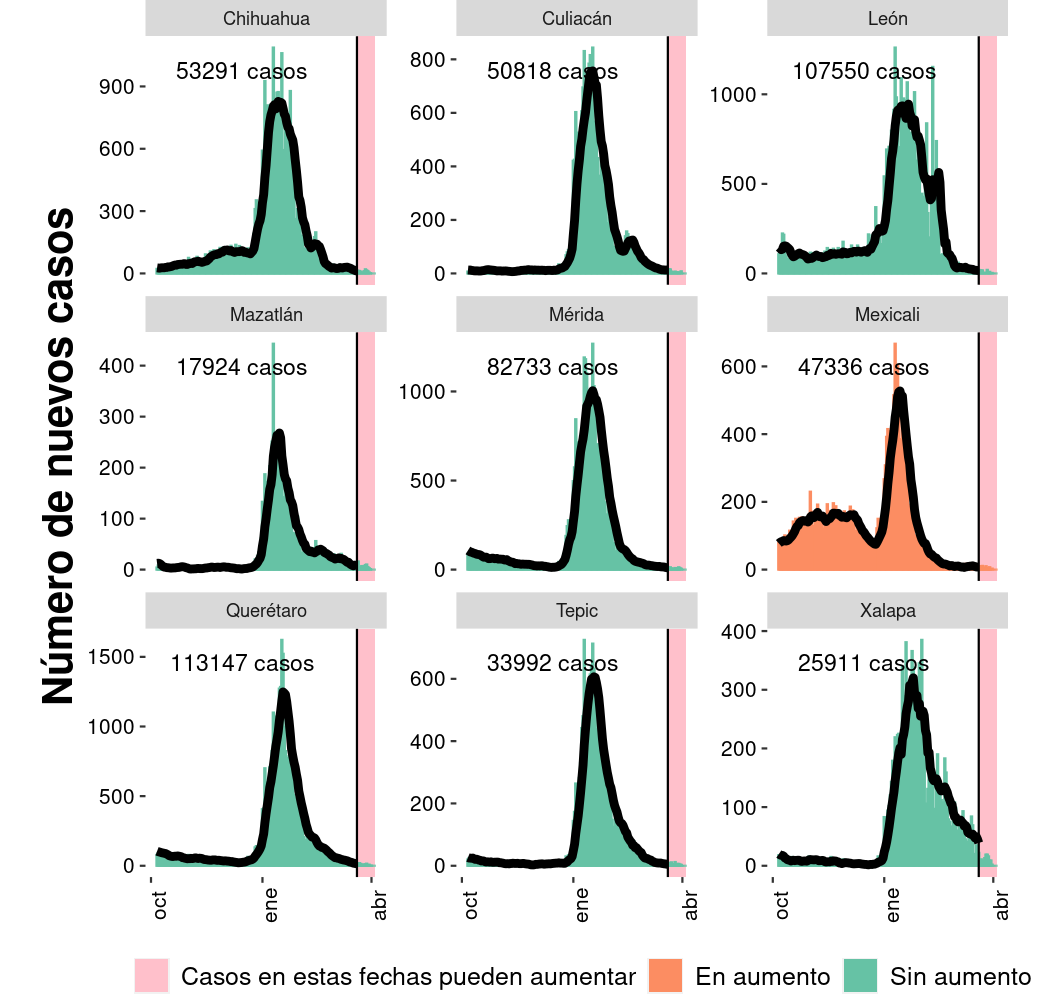 Chihuahua
Culiacán
León
53291 casos
50818 casos
107550 casos
900
600
300
0
800
600
400
200
0
1000
500
0
Mazatlán
Mérida
Mexicali
17924 casos
82733 casos
47336 casos
400
300
200
100
0
1000
500
0
600
400
200
0
Número de nuevos casos
Querétaro
Tepic
Xalapa
113147 casos
33992 casos
25911 casos
1500
1000
500
0
600
400
200
0
400
300
200
100
0
oct
ene
abr
oct
ene
abr
oct
ene
abr
Casos en estas fechas pueden aumentar
En aumento
Sin aumento